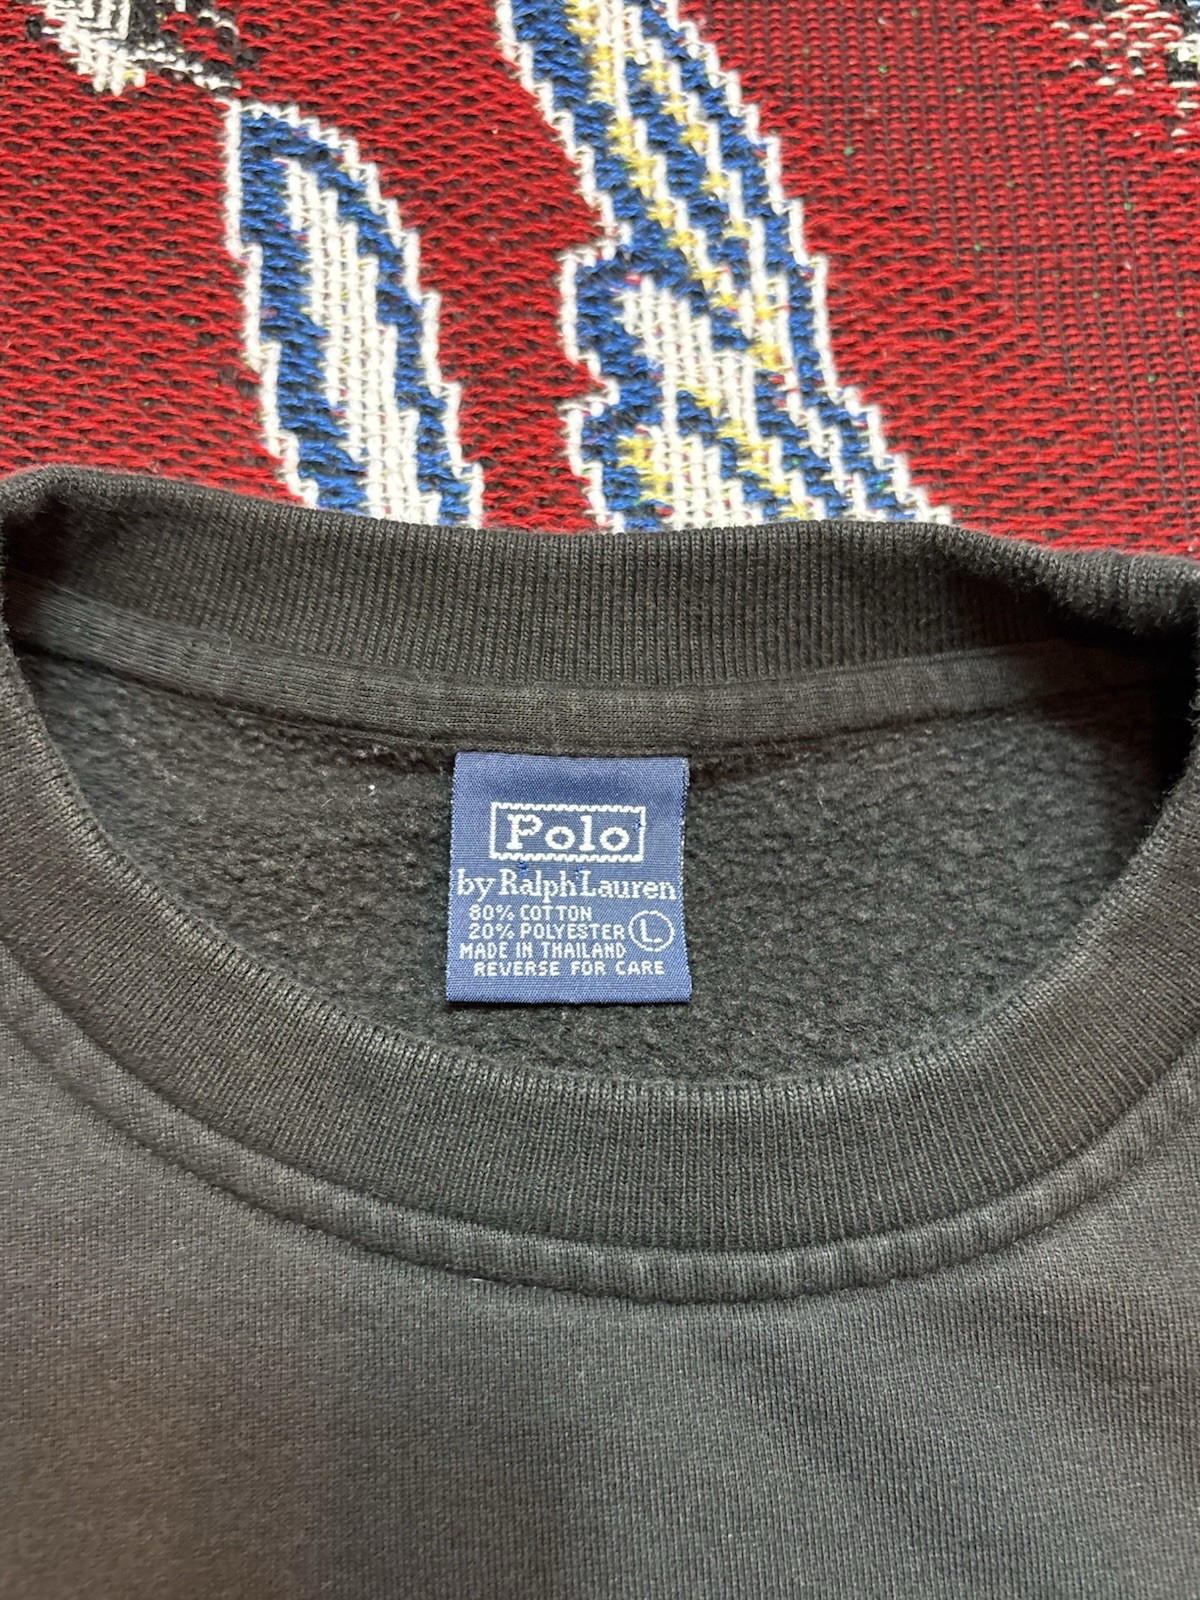 Polo
by Ralph Lauren
80% COTTON
20% POLYESTER L
MADE IN THAILAND
REVERSE FOR CARE